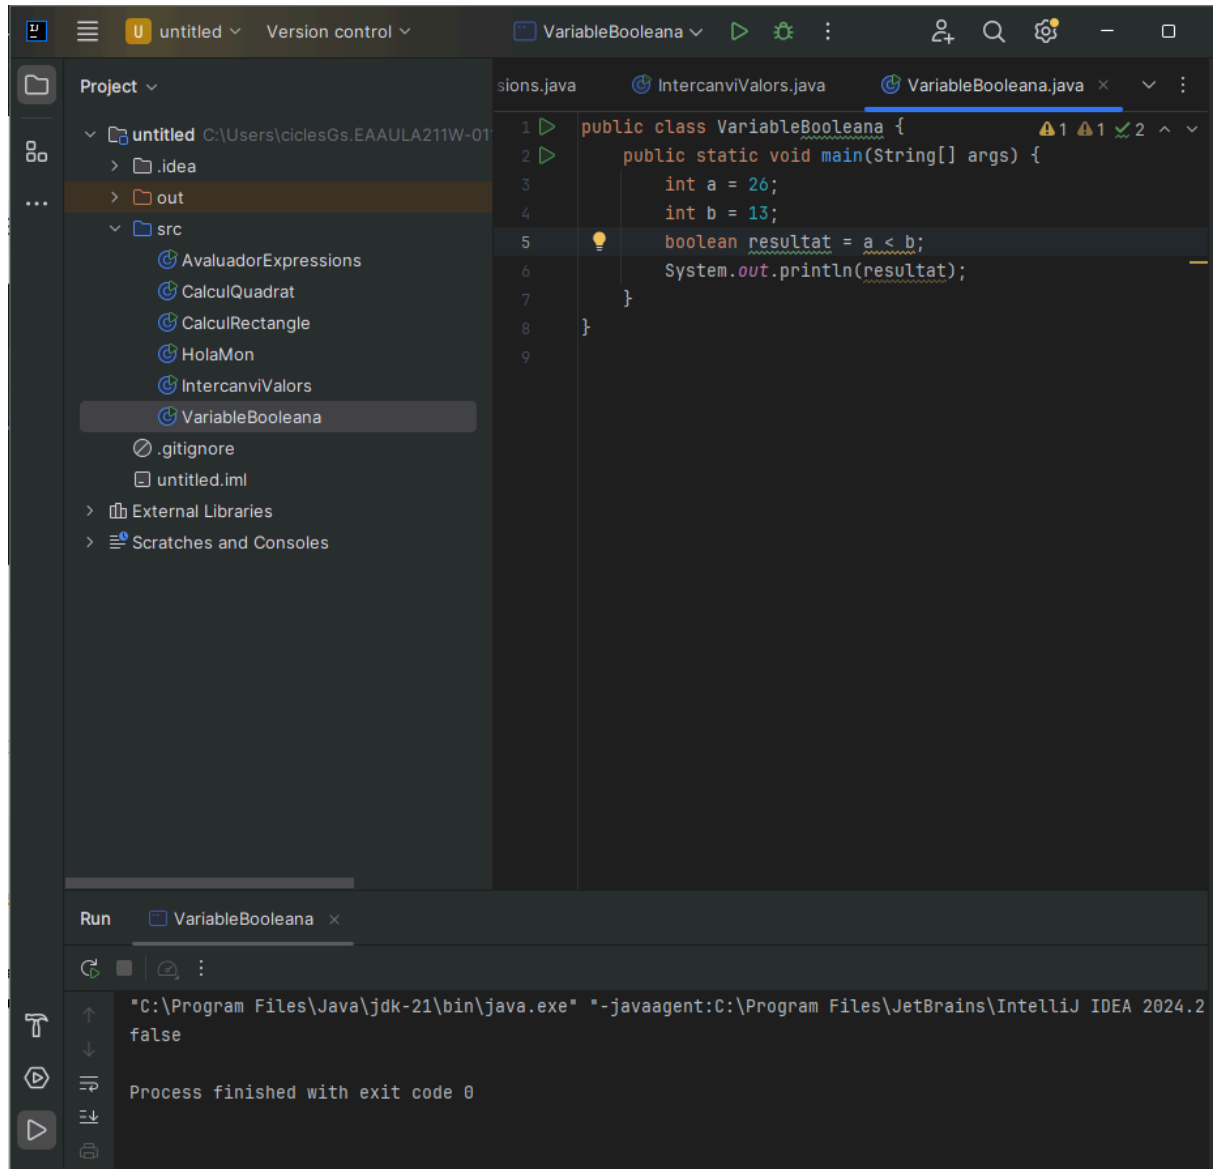 U untitled Version control VariableBooleana
Project
sions.java IntercanviValors.java VariableBooleana.java
untitled C:\Users\ciclesGs.EAAULA211W-01
.idea
out
src
AvaluadorExpressions
CalculQuadrat
CalculRectangle
HolaMon
IntercanviValors
VariableBooleana
.gitignore
untitled.iml
External Libraries
Scratches and Consoles
1 public class VariableBooleana { 1 1 2
2 public static void main(String[] args) {
3 int a = 26;
4 int b = 13;
5 boolean resultat = a < b;
6 System.out.println(resultat);
7 }
8 }
9
Run VariableBooleana
"C:\Program Files\Java\jdk-21\bin\java.exe" "-javaagent:C:\Program Files\JetBrains\IntelliJ IDEA 2024.2
false
Process finished with exit code 0